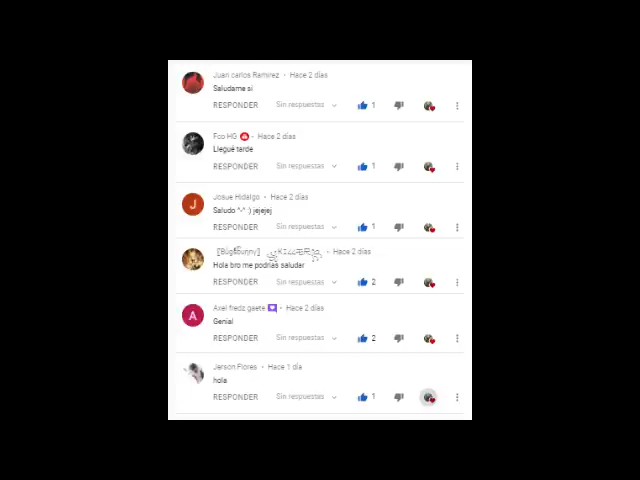 Juan carlos Ramirez • Hace 2 días
Saludame si
RESPONDER Sin respuestas 1
Fco HG • Hace 2 días
Llegué tarde
RESPONDER Sin respuestas 1
Josue Hidalgo • Hace 2 días
Saludo ^-^ :) jejejej
RESPONDER Sin respuestas 1
• Hace 2 días
Hola bro me podrías saludar
RESPONDER Sin respuestas 2
A
Axel fredz gaete • Hace 2 días
Genial
RESPONDER Sin respuestas 2
Jerson Flores • Hace 1 día
hola
RESPONDER Sin respuestas 1